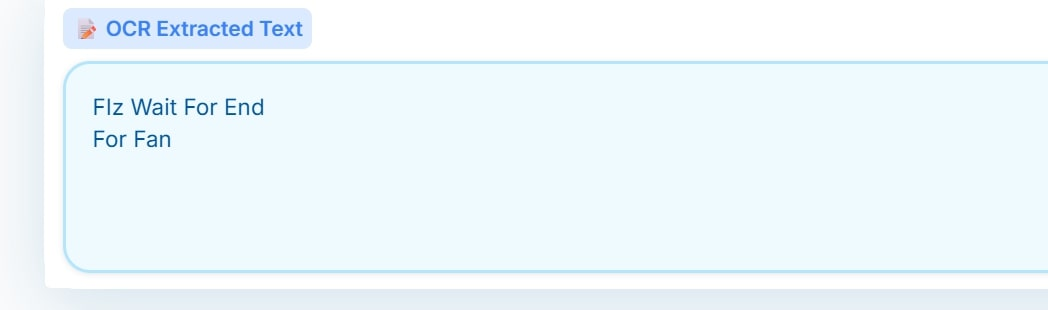 OCR Extracted Text
Flz Wait For End
For Fan